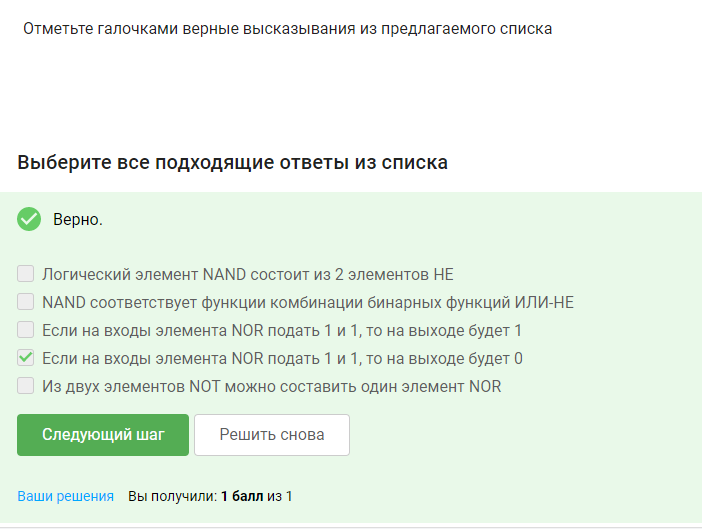 Отметьте галочками верные высказывания из предлагаемого списка
Выберите все подходящие ответы из списка
Верно.
Логический элемент NAND состоит из 2 элементов НЕ
NAND соответствует функции комбинации бинарных функций ИЛИ-НЕ
Если на входы элемента NOR подать 1 и 1, то на выходе будет 1
Если на входы элемента NOR подать 1 и 1, то на выходе будет 0
Из двух элементов NOT можно составить один элемент NOR
Следующий шаг Решить снова
Ваши решения Вы получили: 1 балл из 1